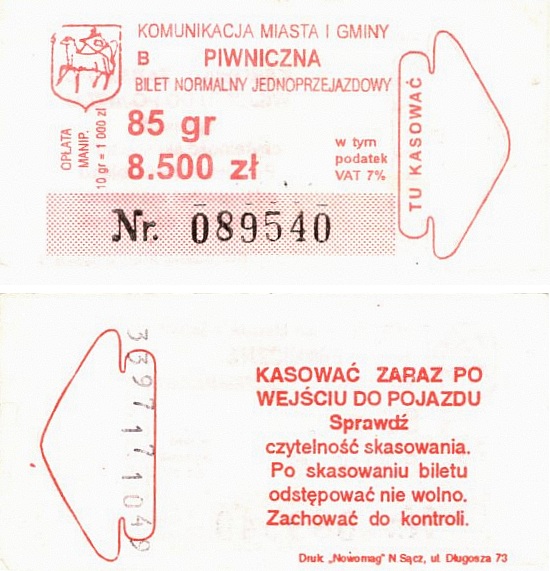 KOMUNIKACJA MIASTA I GMINY
B PIWNICZNA
BILET NORMALNY JEDNOPRZEJAZDOWY
OPŁATA
MANIP.
10 gr = 1 000 zł
85 gr
8.500 zł
w tym
podatek
VAT 7%
TU KASOWAĆ
Nr. 089540
3397171049
KASOWAĆ ZARAZ PO
WEJŚCIU DO POJAZDU
Sprawdź
czytelność skasowania.
Po skasowaniu biletu
odstępować nie wolno.
Zachować do kontroli.
Druk „Nowomag” N Sącz, ul. Długosza 73